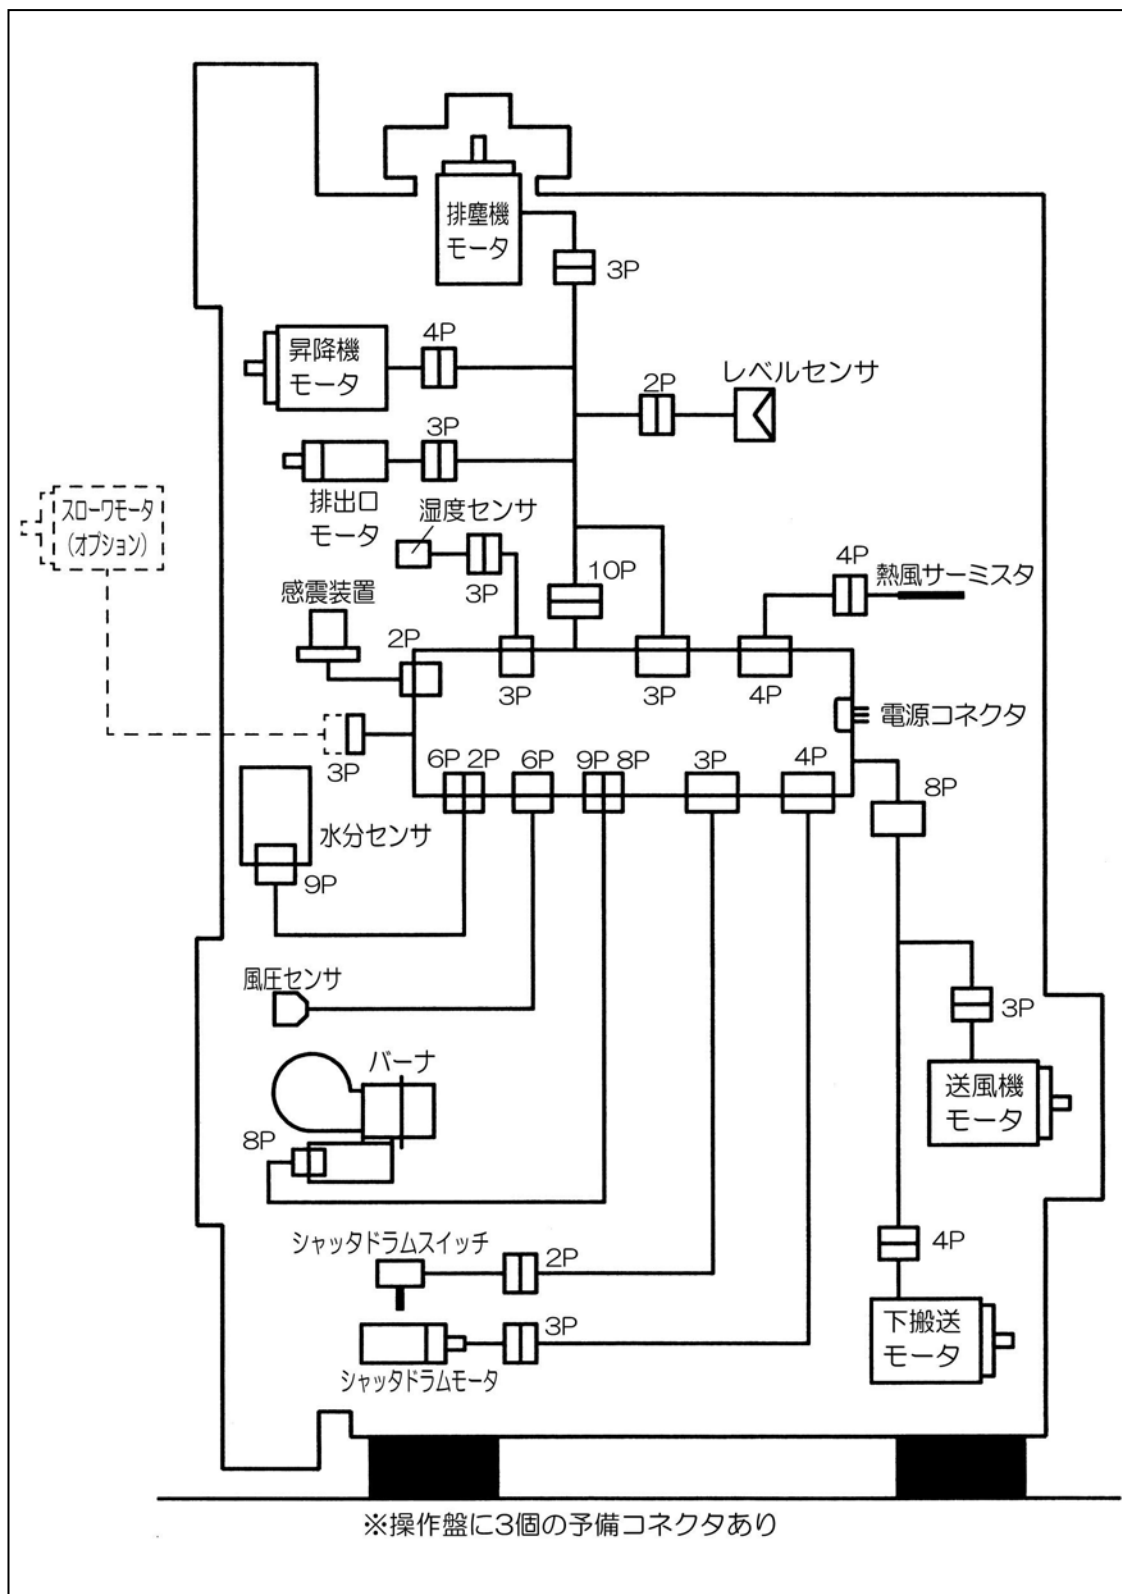 排塵機
モータ
3P
昇降機
モータ
4P
レベルセンサ
2P
3P
排出口
モータ
スローワモータ
(オプション)
湿度センサ
3P
10P
4P
熱風サーミスタ
感震装置
2P
3P
3P
4P
電源コネクタ
3P
6P 2P
6P
9P 8P
3P
4P
8P
水分センサ
9P
風圧センサ
3P
バーナ
送風機
モータ
8P
シャッタドラムスイッチ
2P
4P
3P
下搬送
モータ
シャッタドラムモータ
※操作盤に3個の予備コネクタあり